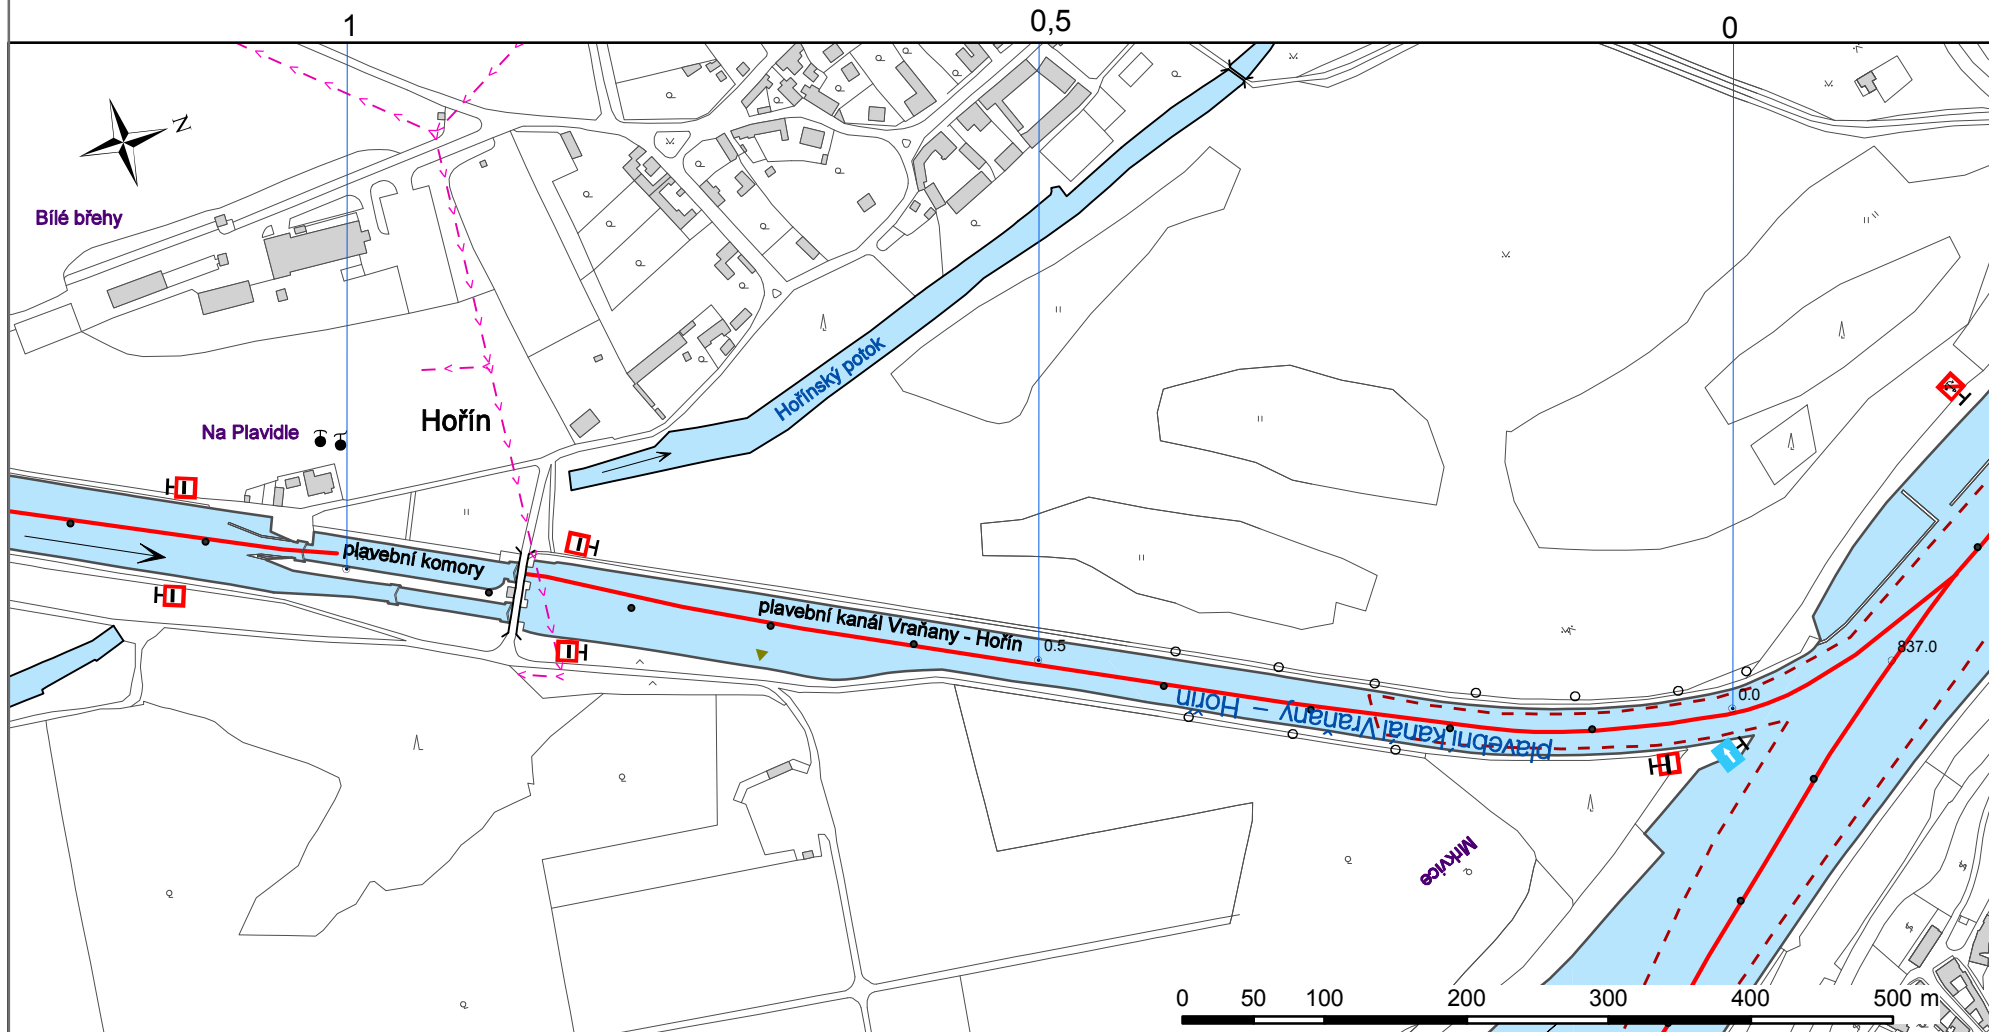 1
0,5
0
N
Bílé břehy
Hořínský potok
Na Plavidle
Hořín
plavební komory
plavební kanál Vraňany - Hořín
0.5
837.0
0.0
plavební kanál Vraňany – Hořín
Mrkvice
0 50 100 200 300 400 500 m